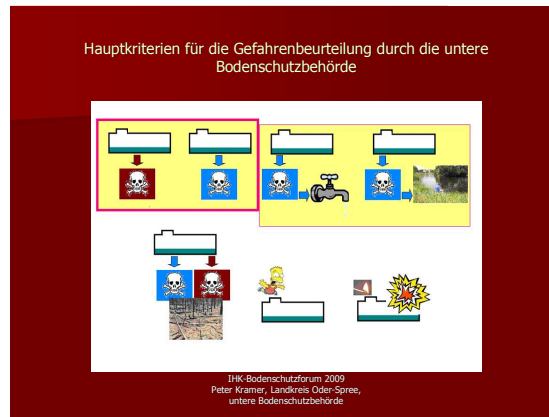 Hauptkriterien für die Gefahrenbeurteilung durch die untere
Bodenschutzbehörde
IHK-Bodenschutzforum 2009
Peter Kramer, Landkreis Oder-Spree,
untere Bodenschutzbehörde